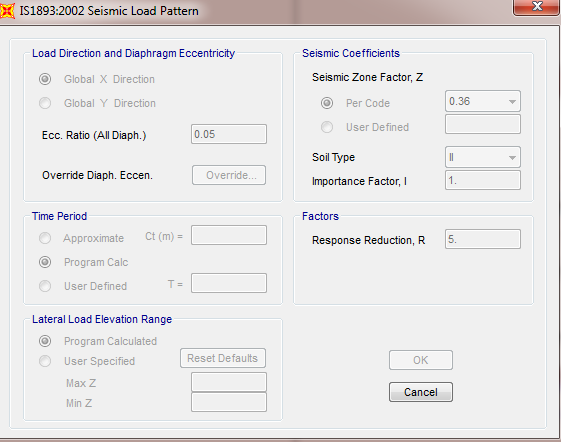 IS1893:2002 Seismic Load Pattern
Load Direction and Diaphragm Eccentricity
Global X Direction
Global Y Direction
Ecc. Ratio (All Diaph.) 0.05
Override Diaph. Eccen. Override...
Seismic Coefficients
Seismic Zone Factor, Z
Per Code 0.36
User Defined
Soil Type II
Importance Factor, I 1.
Time Period
Approximate Ct (m) =
Program Calc
User Defined T =
Factors
Response Reduction, R 5.
Lateral Load Elevation Range
Program Calculated
User Specified Reset Defaults
Max Z
Min Z
OK
Cancel